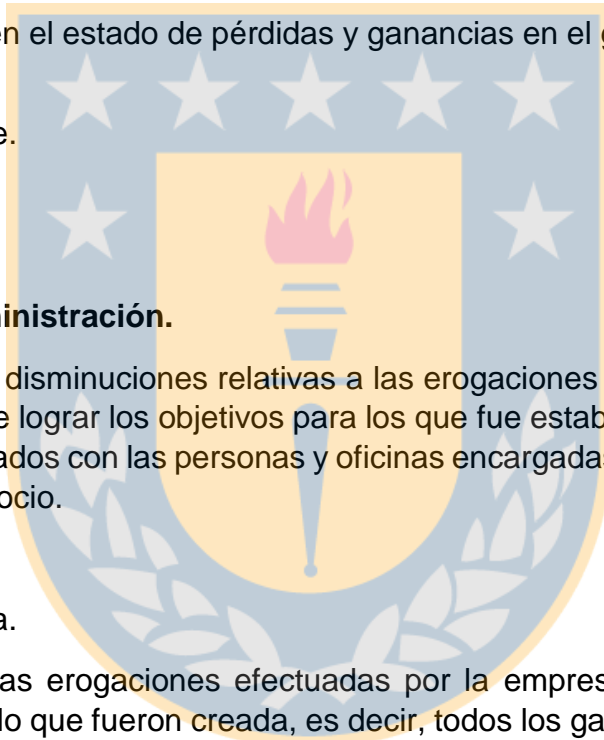 en el estado de pérdidas y ganancias en el
e.
ministración.
disminuciones relativas a las erogaciones
e lograr los objetivos para los que fue estab
ados con las personas y oficinas encargadas
ocio.
a.
as erogaciones efectuadas por la empres
lo que fueron creada, es decir, todos los ga